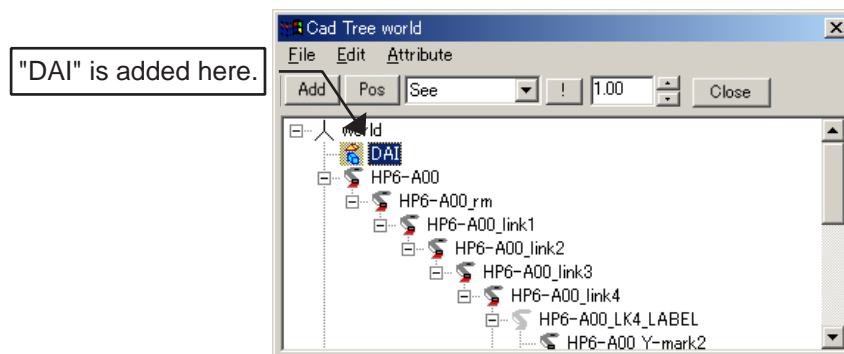 Cad Tree world
"DAI" is added here.
File Edit Attribute
Add Pos See ! 1.00 Close
world
DAI
HP6-A00
HP6-A00_rm
HP6-A00_link1
HP6-A00_link2
HP6-A00_link3
HP6-A00_link4
HP6-A00_LK4_LABEL
HP6-A00 Y-mark2